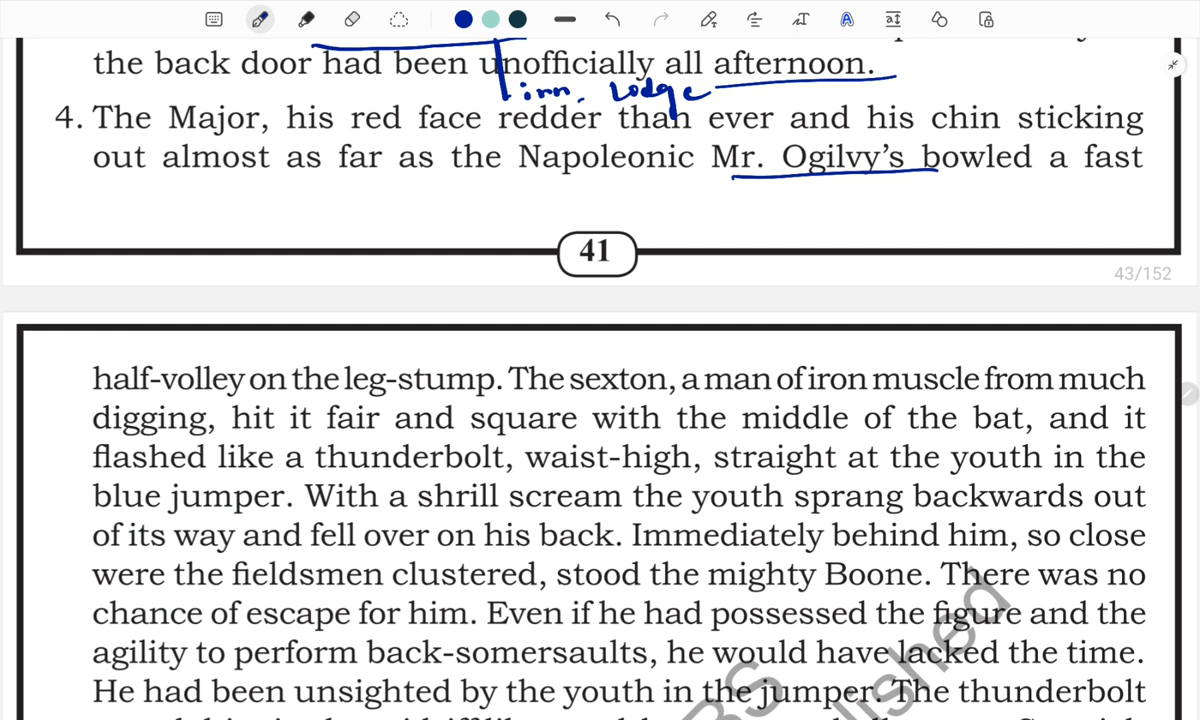 the back door had been unofficially all afternoon.
inn, Lodge
4. The Major, his red face redder than ever and his chin sticking
out almost as far as the Napoleonic Mr. Ogilvy's bowled a fast
41
43/152
half-volley on the leg-stump. The sexton, a man of iron muscle from much
digging, hit it fair and square with the middle of the bat, and it
flashed like a thunderbolt, waist-high, straight at the youth in the
blue jumper. With a shrill scream the youth sprang backwards out
of its way and fell over on his back. Immediately behind him, so close
were the fieldsmen clustered, stood the mighty Boone. There was no
chance of escape for him. Even if he had possessed the figure and the
agility to perform back-somersaults, he would have lacked the time.
He had been unsighted by the youth in the jumper. The thunderbolt